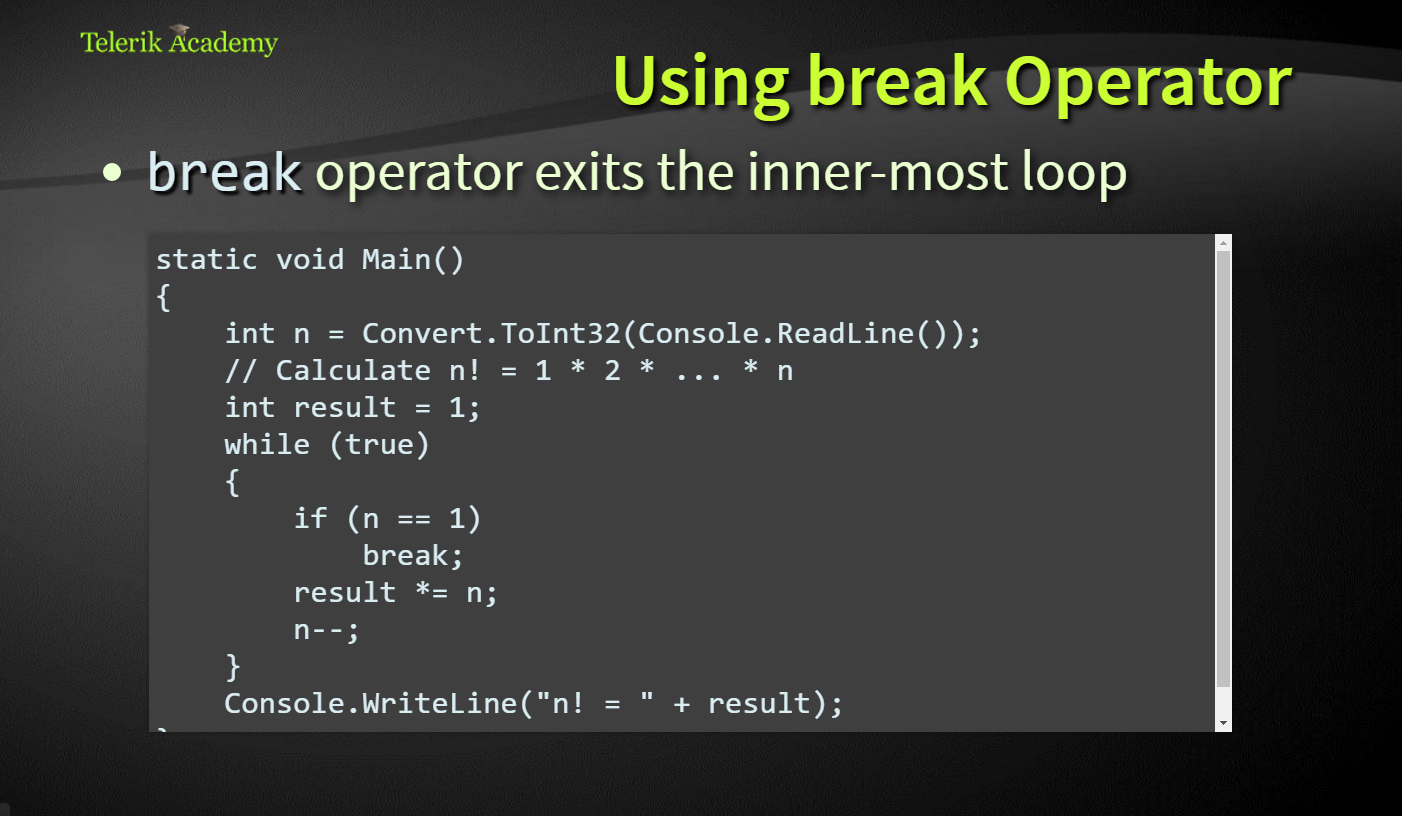 Telerik Academy
Using break Operator
• break operator exits the inner-most loop
static void Main()
{
    int n = Convert.ToInt32(Console.ReadLine());
    // Calculate n! = 1 * 2 * ... * n
    int result = 1;
    while (true)
    {
        if (n == 1)
            break;
        result *= n;
        n--;
    }
    Console.WriteLine("n! = " + result);